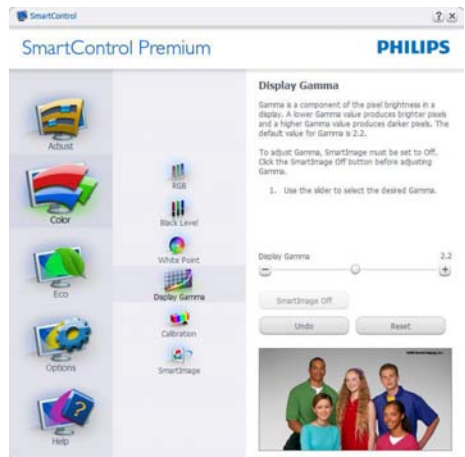 SmartControl
SmartControl Premium
PHILIPS
Adjust
Color
Eco
Options
Help
RGB
Black Level
White Point
Display Gamma
Calibration
SmartImage
Display Gamma
Gamma is a component of the pixel brightness in a
display. A lower Gamma value produces brighter pixels
and a higher Gamma value produces darker pixels. The
default value for Gamma is 2.2.
To adjust Gamma, SmartImage must be set to Off.
Click the SmartImage Off button before adjusting
Gamma.
1. Use the slider to select the desired Gamma.
Display Gamma 2.2
SmartImage Off
Undo Reset